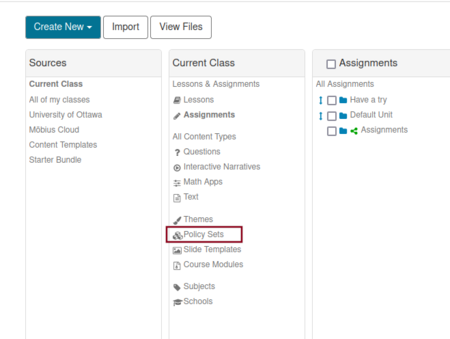 Create New
Import
View Files
Sources
Current Class
All of my classes
University of Ottawa
Möbius Cloud
Content Templates
Starter Bundle
Current Class
Lessons & Assignments
Lessons
Assignments
All Content Types
Questions
Interactive Narratives
Math Apps
Text
Themes
Policy Sets
Slide Templates
Course Modules
Subjects
Schools
Assignments
All Assignments
Have a try
Default Unit
Assignments